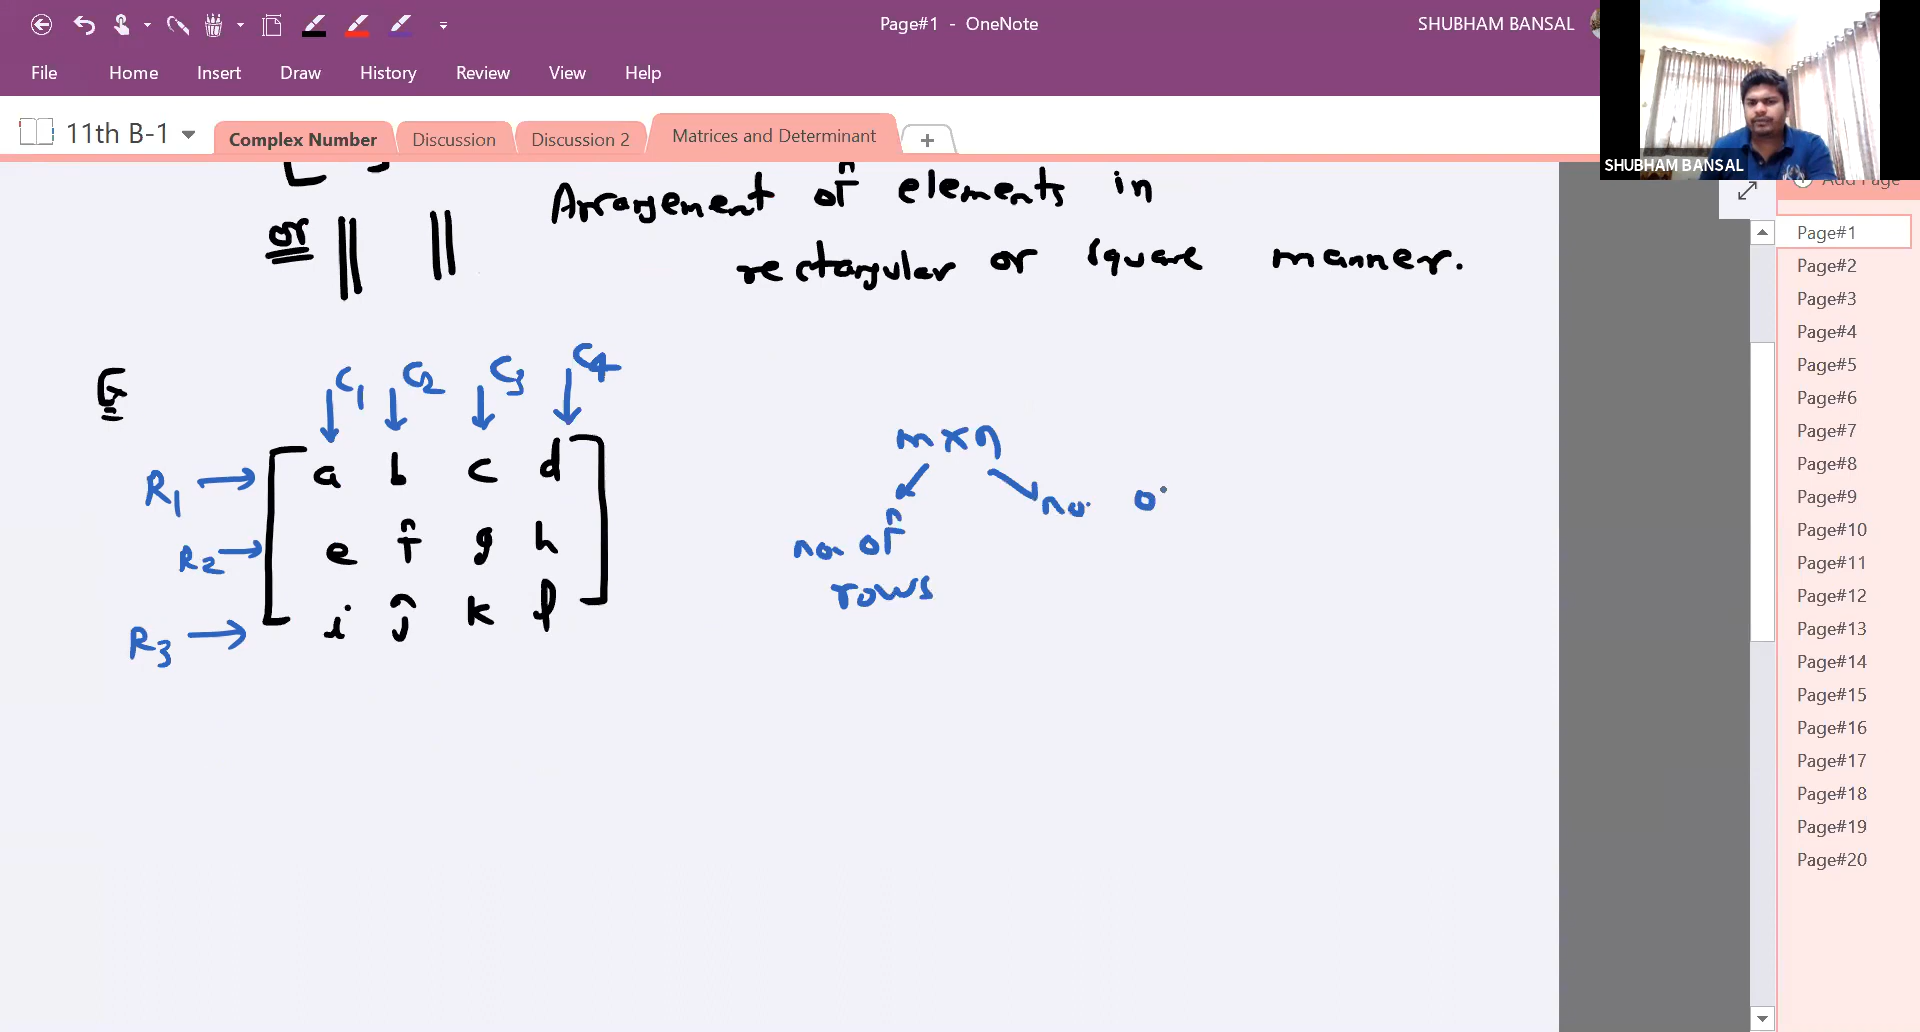 Page#1 - OneNote
SHUBHAM BANSAL
File Home Insert Draw History Review View Help
SHUBHAM BANSAL
11th B-1 Complex Number Discussion Discussion 2 Matrices and Determinant
Add Page
Arrangement of elements in
or
rectangular or square manner.
C1 C2 C3 C4
R1 a b c d
R2 e f g h
R3 i j k l
m×n
no. of
rows
no. o
Page#1
Page#2
Page#3
Page#4
Page#5
Page#6
Page#7
Page#8
Page#9
Page#10
Page#11
Page#12
Page#13
Page#14
Page#15
Page#16
Page#17
Page#18
Page#19
Page#20